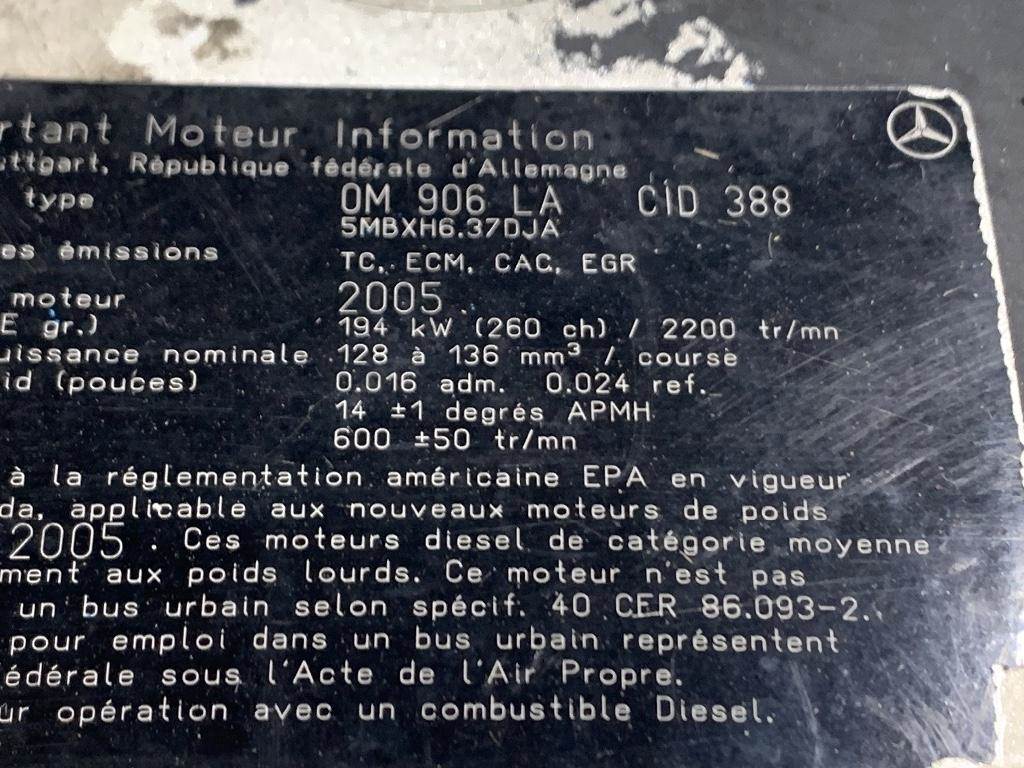 rtant Moteur Information
uttgart, République fédérale d'Allemagne
type OM 906 LA CID 388
5MBXH6.37DJA
es émissions TC, ECM, CAC, EGR
moteur 2005
E gr.) 194 kW (260 ch) / 2200 tr/mn
uissance nominale 128 à 136 mm³ / course
id (pouces) 0.016 adm. 0.024 ref.
14 ±1 degrés APMH
600 ±50 tr/mn
à la réglementation américaine EPA en vigueur
da, applicable aux nouveaux moteurs de poids
2005 . Ces moteurs diesel de catégorie moyenne
ment aux poids lourds. Ce moteur n'est pas
un bus urbain selon spécif. 40 CFR 86.093-2.
pour emploi dans un bus urbain représentent
édérale sous l'Acte de l'Air Propre.
ur opération avec un combustible Diesel.